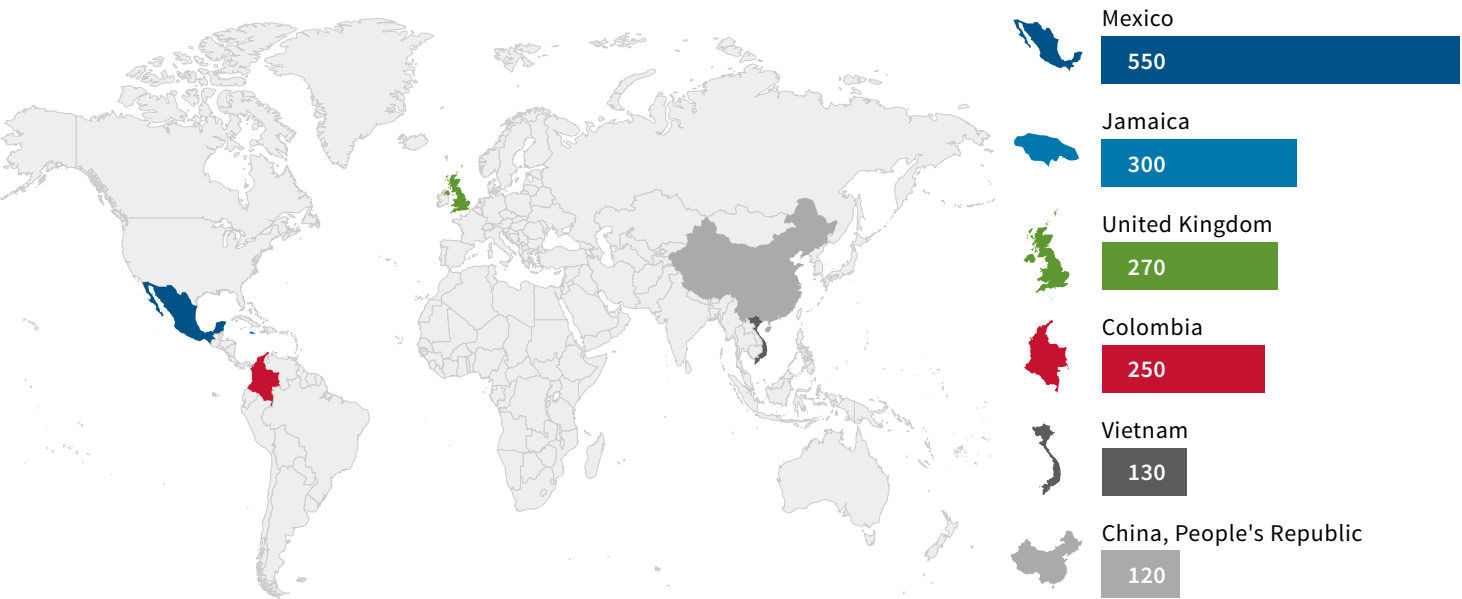 Mexico
550
Jamaica
300
United Kingdom
270
Colombia
250
Vietnam
130
China, People's Republic
120